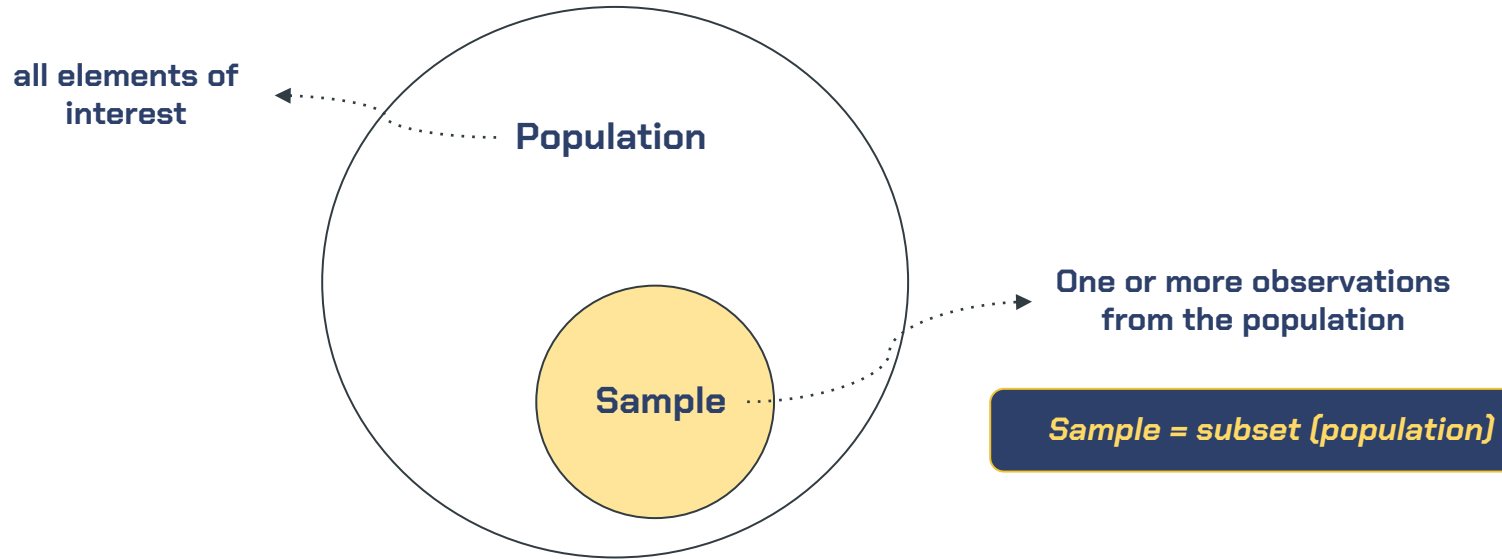 all elements of
interest
Population
One or more observations
from the population
Sample
Sample = subset (population)